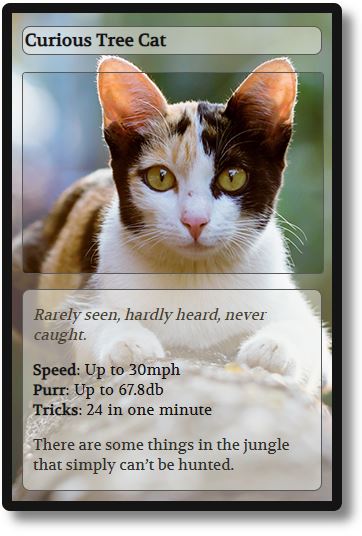 Curious Tree Cat
Rarely seen, hardly heard, never
caught.
Speed: Up to 30mph
Purr: Up to 67.8db
Tricks: 24 in one minute
There are some things in the jungle
that simply can't be hunted.